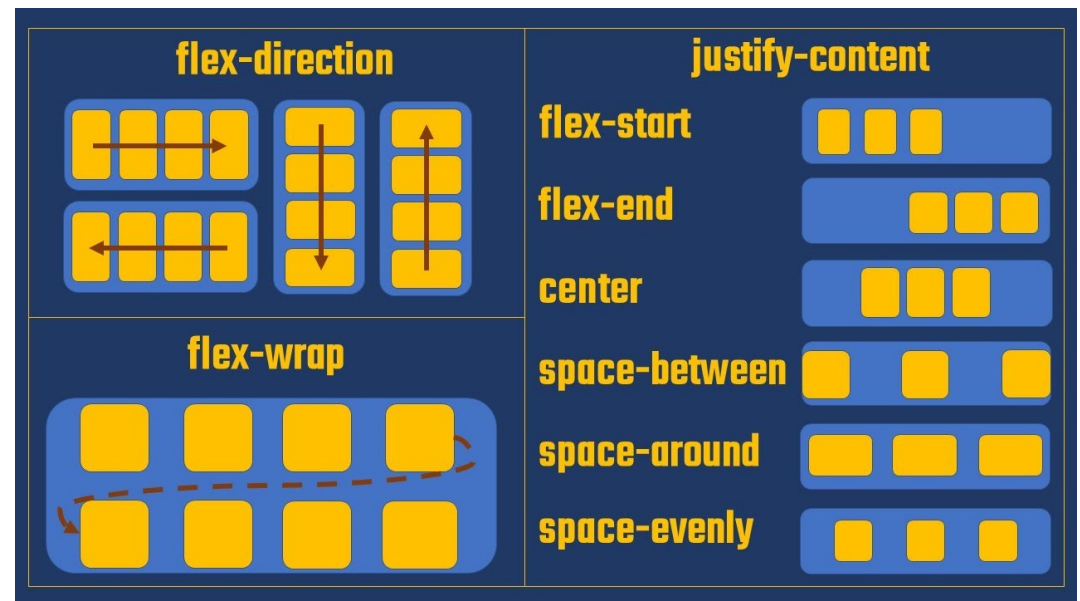 flex-direction
flex-wrap
justify-content
flex-start
flex-end
center
space-between
space-around
space-evenly